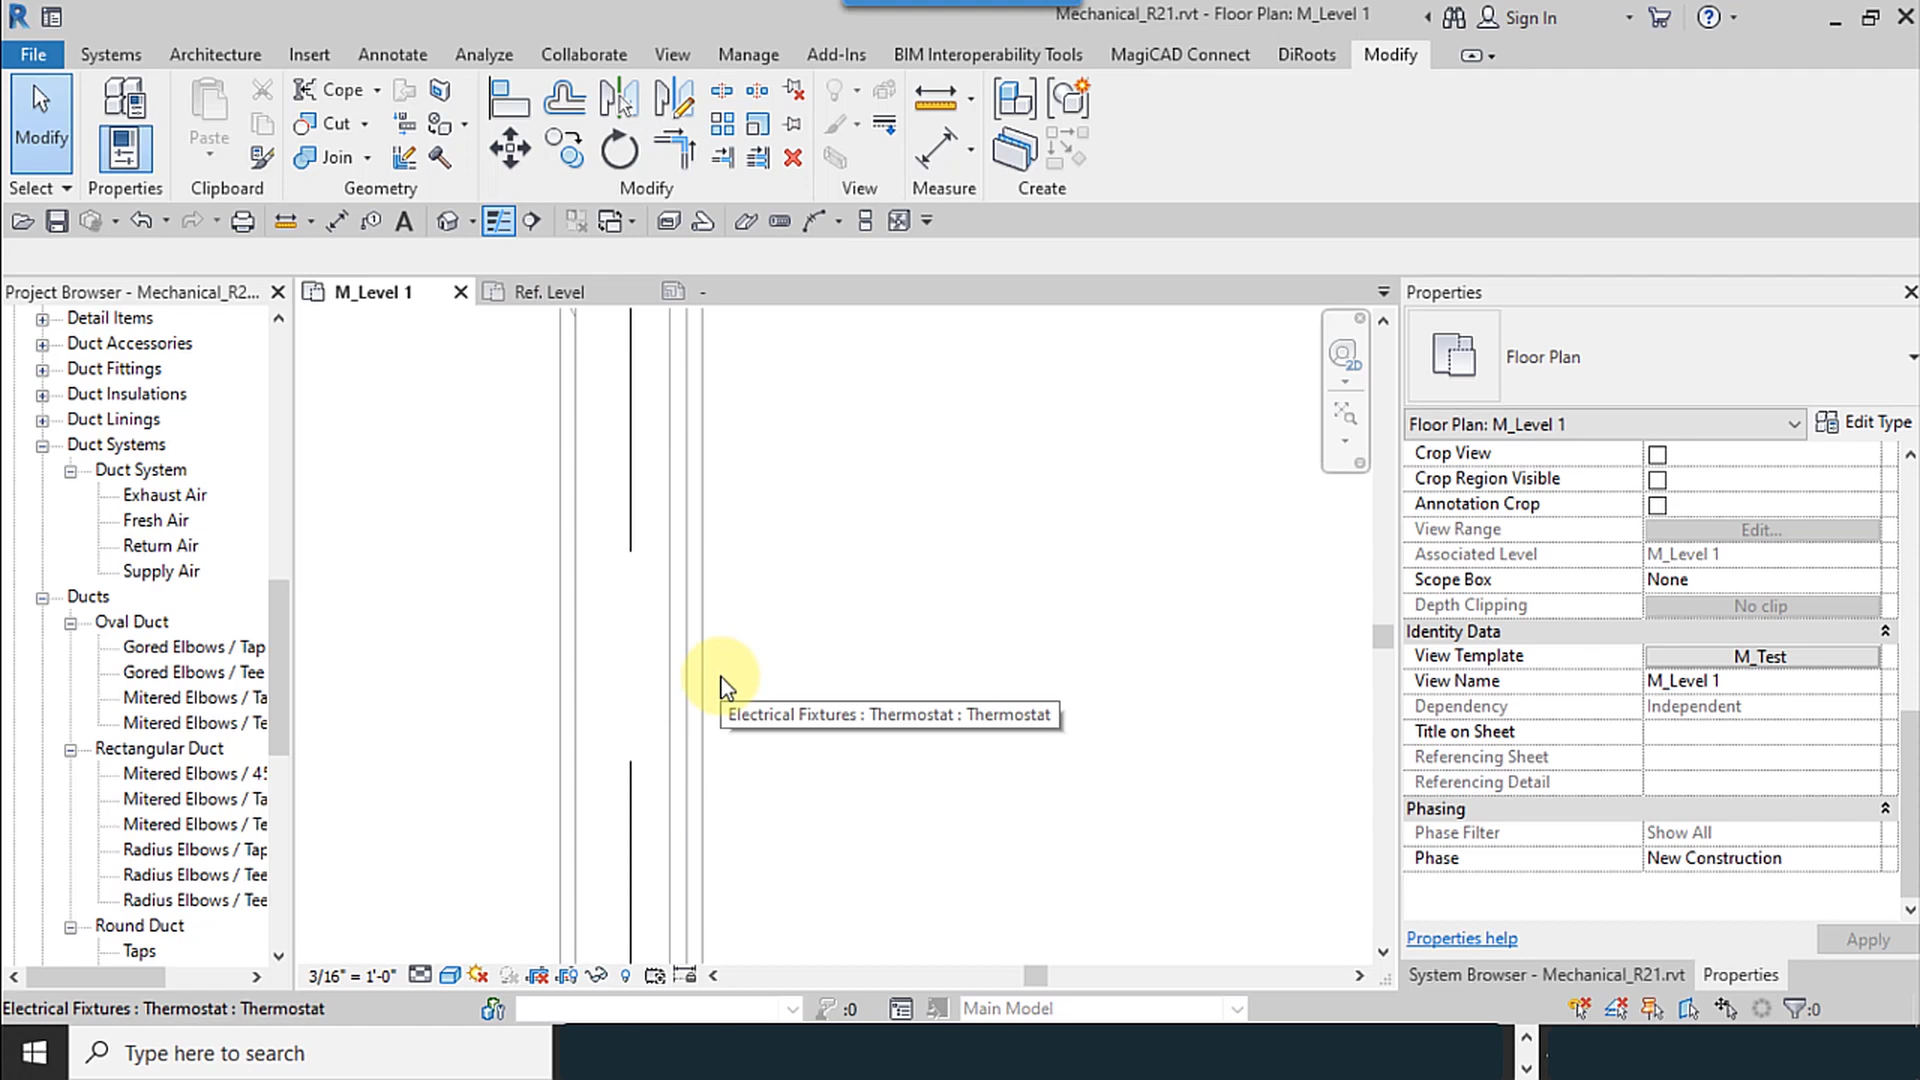 Mechanical_R21.rvt - Floor Plan: M_Level 1
Sign In
File Systems Architecture Insert Annotate Analyze Collaborate View Manage Add-Ins BIM Interoperability Tools MagiCAD Connect DiRoots Modify
Modify
Paste
Cope
Cut
Join
Select Properties Clipboard Geometry Modify View Measure Create
Project Browser - Mechanical_R2...
M_Level 1
Ref. Level
-
Properties
Detail Items
Duct Accessories
Duct Fittings
Duct Insulations
Duct Linings
Duct Systems
Duct System
Exhaust Air
Fresh Air
Return Air
Supply Air
Ducts
Oval Duct
Gored Elbows / Tap
Gored Elbows / Tee
Mitered Elbows / Ta
Mitered Elbows / Te
Rectangular Duct
Mitered Elbows / 45
Mitered Elbows / Ta
Mitered Elbows / Te
Radius Elbows / Tap
Radius Elbows / Tee
Radius Elbows / Tee
Round Duct
Taps
2D
Electrical Fixtures : Thermostat : Thermostat
Floor Plan
Floor Plan: M_Level 1
Edit Type
Crop View
Crop Region Visible
Annotation Crop
View Range Edit...
Associated Level M_Level 1
Scope Box None
Depth Clipping No clip
Identity Data
View Template M_Test
View Name M_Level 1
Dependency Independent
Title on Sheet
Referencing Sheet
Referencing Detail
Phasing
Phase Filter Show All
Phase New Construction
Properties help
Apply
3/16" = 1'-0"
System Browser - Mechanical_R21.rvt
Properties
Electrical Fixtures : Thermostat : Thermostat
:0
Main Model
:0
Type here to search